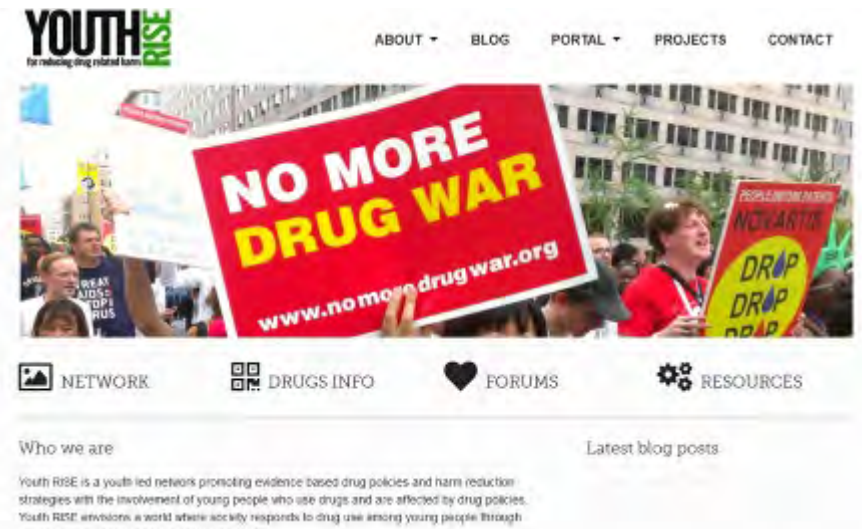 YOUTH RISE
for reducing drug related harm
ABOUT BLOG PORTAL PROJECTS CONTACT
NO MORE
DRUG WAR
www.nomoredrugwar.org
PEOPLE BEFORE PATENTS
NOVARTIS
DROP
DROP
DROP
NETWORK DRUGS INFO FORUMS RESOURCES
Who we are
Latest blog posts
Youth RISE is a youth led network promoting evidence based drug policies and harm reduction
strategies with the involvement of young people who use drugs and are affected by drug policies.
Youth RISE envisions a world where society responds to drug use among young people through